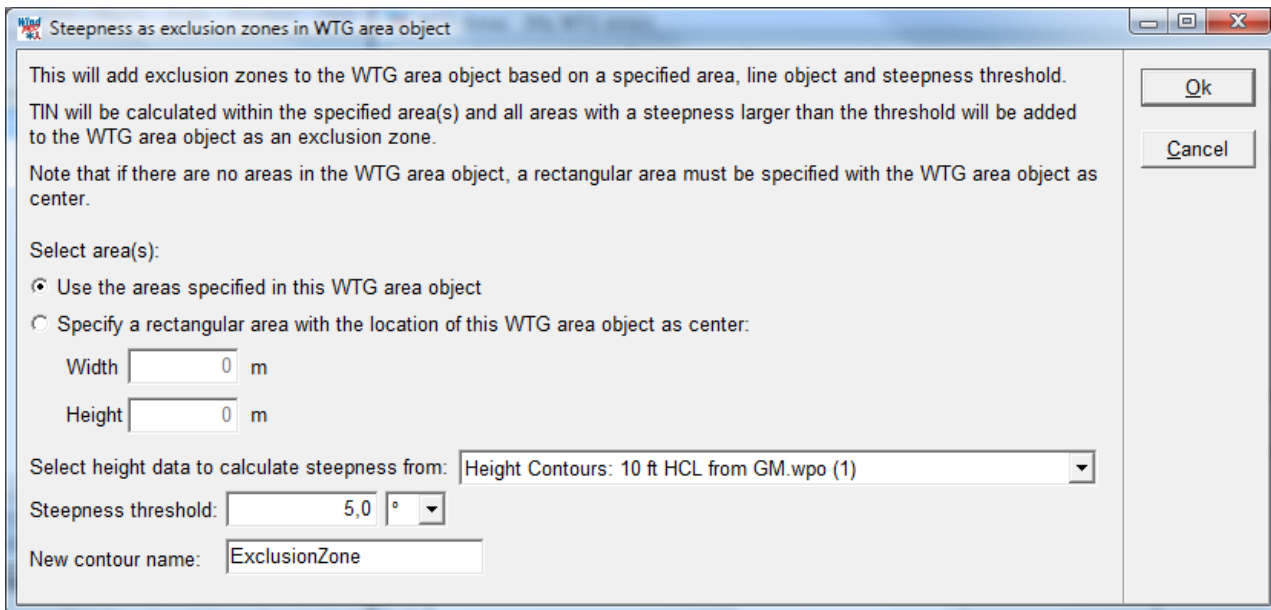 Steepness as exclusion zones in WTG area object
This will add exclusion zones to the WTG area object based on a specified area, line object and steepness threshold.
TIN will be calculated within the specified area(s) and all areas with a steepness larger than the threshold will be added
to the WTG area object as an exclusion zone.
Note that if there are no areas in the WTG area object, a rectangular area must be specified with the WTG area object as
center.
Ok
Cancel
Select area(s):
Use the areas specified in this WTG area object
Specify a rectangular area with the location of this WTG area object as center:
Width 0 m
Height 0 m
Select height data to calculate steepness from: Height Contours: 10 ft HCL from GM.wpo (1)
Steepness threshold: 5,0 °
New contour name: ExclusionZone